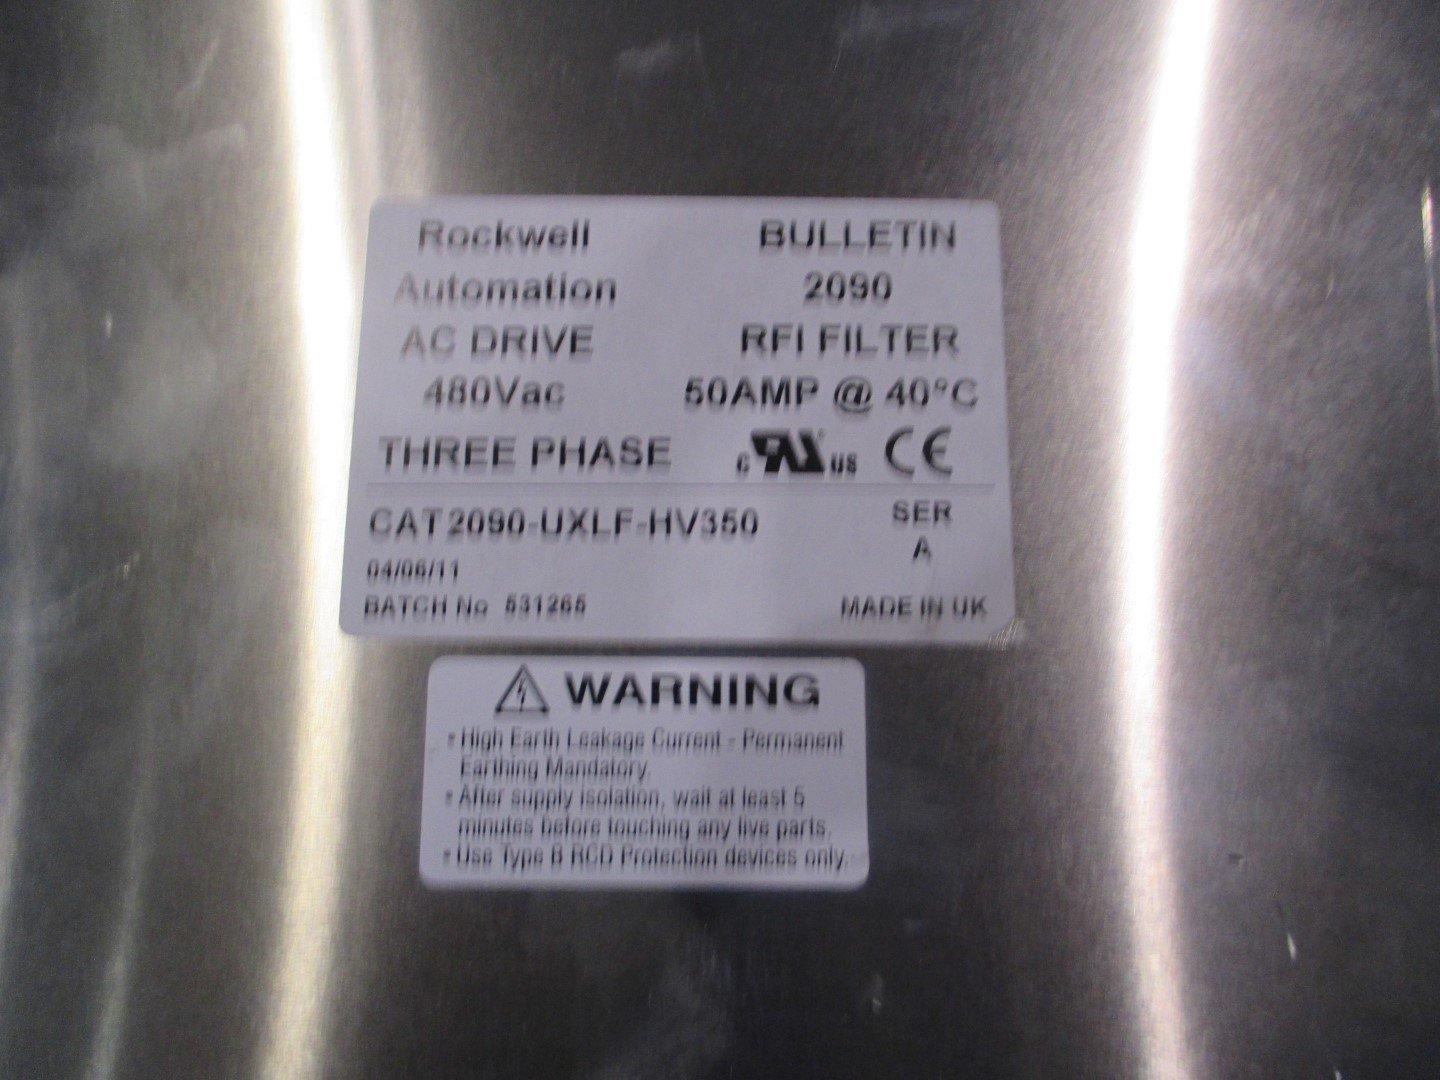 Rockwell BULLETIN
Automation 2090
AC DRIVE RFI FILTER
480Vac 50AMP @ 40°C
THREE PHASE c UR US CE
CAT 2090-UXLF-HV350 SER
A
04/06/11
BATCH No 531265 MADE IN UK
WARNING
• High Earth Leakage Current - Permanent
Earthing Mandatory.
• After supply isolation, wait at least 5
minutes before touching any live parts.
• Use Type B RCD Protection devices only.